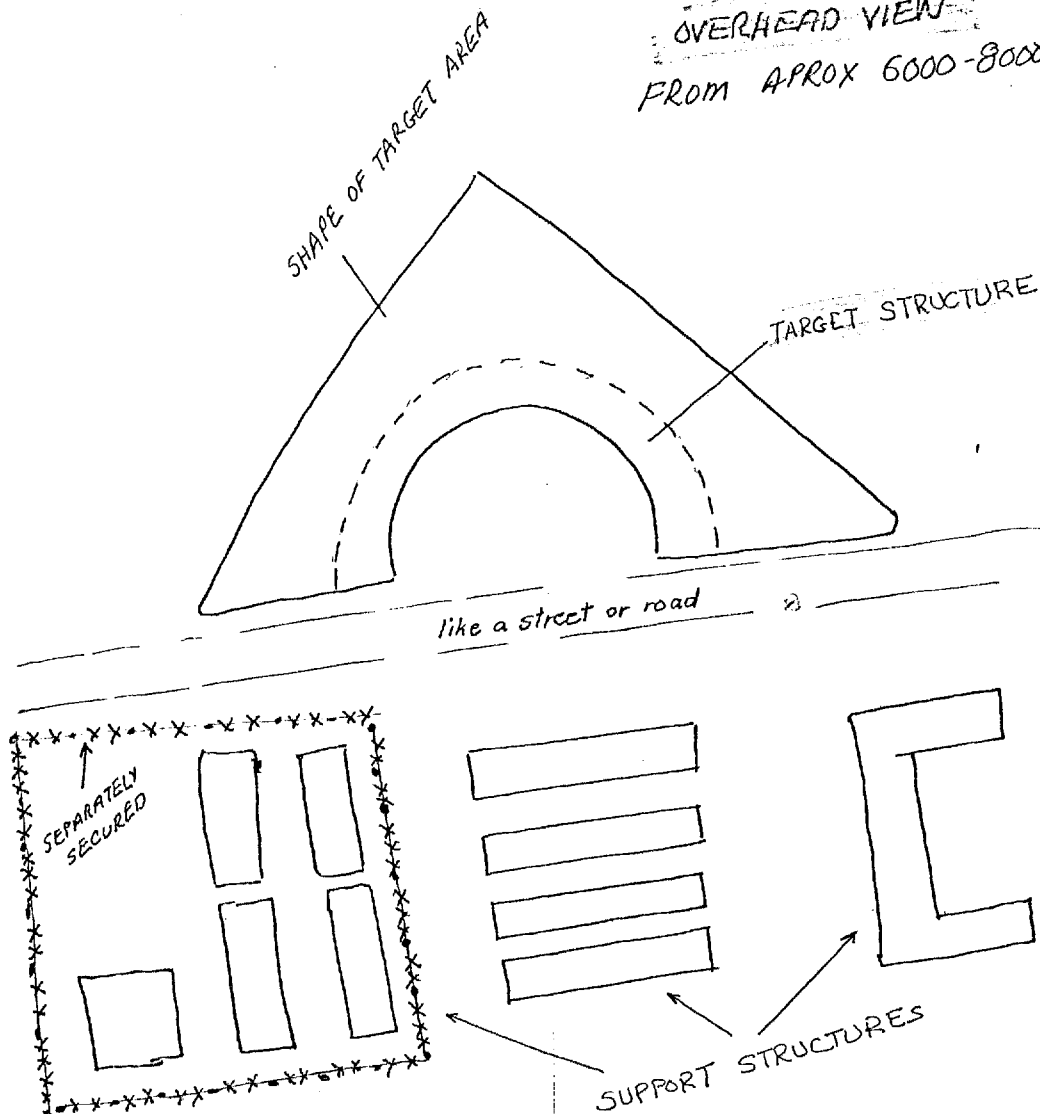 OVERHEAD VIEW
FROM APROX 6000-8000
SHAPE OF TARGET AREA
TARGET STRUCTURE
like a street or road
SEPARATELY
SECURED
SUPPORT STRUCTURES